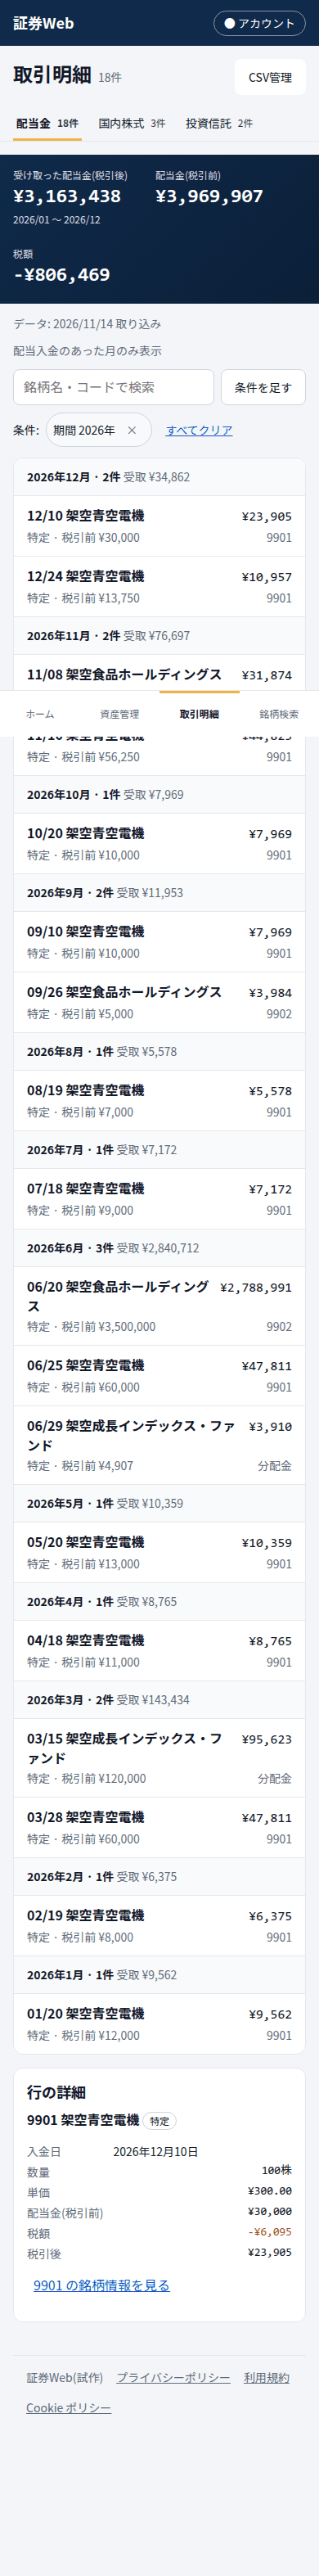 証券Web
アカウント
取引明細 18件
CSV管理
配当金 18件 国内株式 3件 投資信託 2件
受け取った配当金(税引後)
¥3,163,438
2026/01 〜 2026/12
配当金(税引前)
¥3,969,907
税額
-¥806,469
データ: 2026/11/14 取り込み
配当入金のあった月のみ表示
銘柄名・コードで検索
条件を足す
条件: 期間 2026年 × すべてクリア
2026年12月・2件 受取 ¥34,862
12/10 架空青空電機 ¥23,905
特定・税引前 ¥30,000 9901
12/24 架空青空電機 ¥10,957
特定・税引前 ¥13,750 9901
2026年11月・2件 受取 ¥76,697
11/08 架空食品ホールディングス ¥31,874
ホーム 資産管理 取引明細 銘柄検索
特定・税引前 ¥56,250 9901
2026年10月・1件 受取 ¥7,969
10/20 架空青空電機 ¥7,969
特定・税引前 ¥10,000 9901
2026年9月・2件 受取 ¥11,953
09/10 架空青空電機 ¥7,969
特定・税引前 ¥10,000 9901
09/26 架空食品ホールディングス ¥3,984
特定・税引前 ¥5,000 9902
2026年8月・1件 受取 ¥5,578
08/19 架空青空電機 ¥5,578
特定・税引前 ¥7,000 9901
2026年7月・1件 受取 ¥7,172
07/18 架空青空電機 ¥7,172
特定・税引前 ¥9,000 9901
2026年6月・3件 受取 ¥2,840,712
06/20 架空食品ホールディング ¥2,788,991
ス
特定・税引前 ¥3,500,000 9902
06/25 架空青空電機 ¥47,811
特定・税引前 ¥60,000 9901
06/29 架空成長インデックス・ファ ¥3,910
ンド
特定・税引前 ¥4,907 分配金
2026年5月・1件 受取 ¥10,359
05/20 架空青空電機 ¥10,359
特定・税引前 ¥13,000 9901
2026年4月・1件 受取 ¥8,765
04/18 架空青空電機 ¥8,765
特定・税引前 ¥11,000 9901
2026年3月・2件 受取 ¥143,434
03/15 架空成長インデックス・フ ¥95,623
ァンド
特定・税引前 ¥120,000 分配金
03/28 架空青空電機 ¥47,811
特定・税引前 ¥60,000 9901
2026年2月・1件 受取 ¥6,375
02/19 架空青空電機 ¥6,375
特定・税引前 ¥8,000 9901
2026年1月・1件 受取 ¥9,562
01/20 架空青空電機 ¥9,562
特定・税引前 ¥12,000 9901
行の詳細
9901 架空青空電機 特定
入金日 2026年12月10日
数量 100株
単価 ¥300.00
配当金(税引前) ¥30,000
税額 -¥6,095
税引後 ¥23,905
9901 の銘柄情報を見る
証券Web(試作) プライバシーポリシー 利用規約
Cookie ポリシー